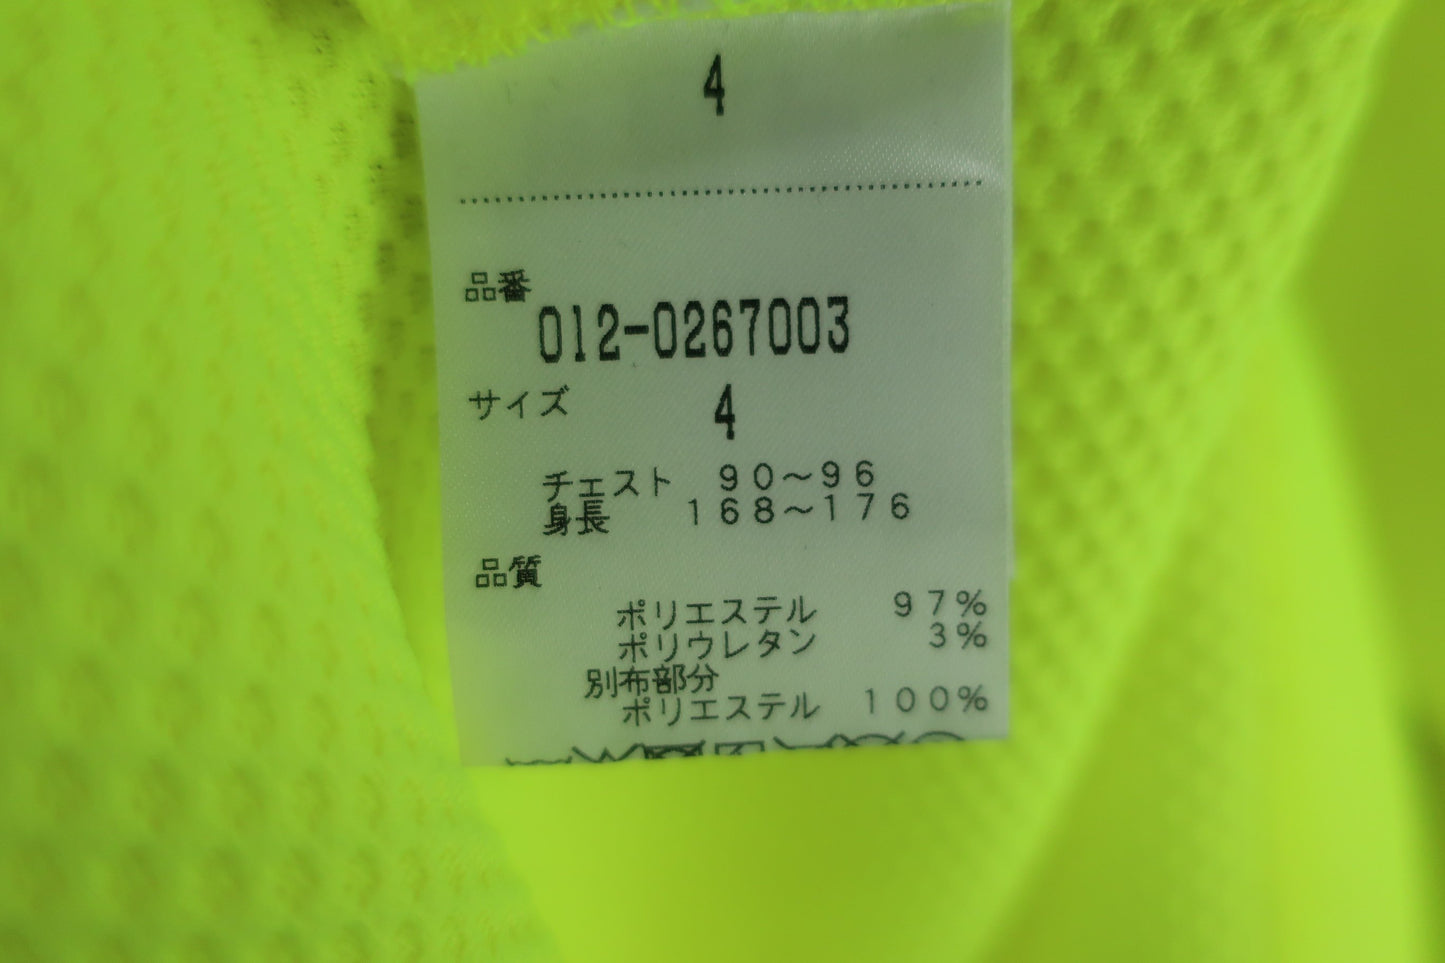 4
品番
012-0267003
サイズ 4
チェスト 90～96
身長 168～176
品質
ポリエステル 97%
ポリウレタン 3%
別布部分
ポリエステル 100%